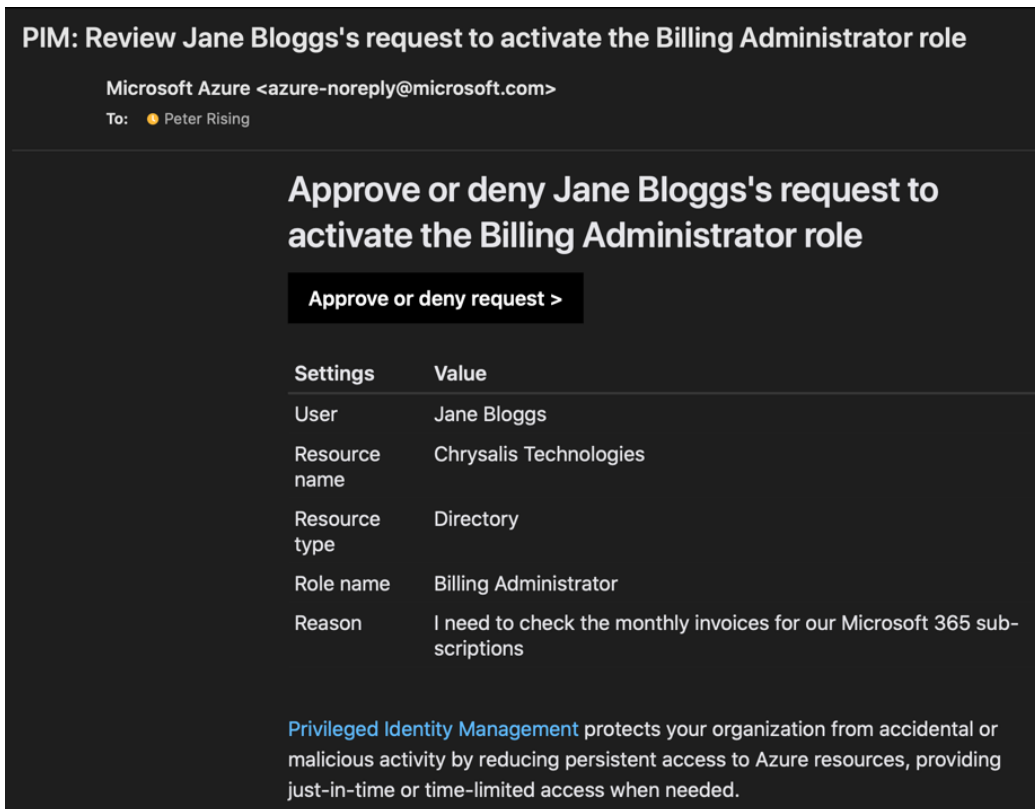 PIM: Review Jane Bloggs's request to activate the Billing Administrator role
Microsoft Azure <azure-noreply@microsoft.com>
To: Peter Rising
Approve or deny Jane Bloggs's request to
activate the Billing Administrator role
Approve or deny request >
Settings Value
User Jane Bloggs
Resource Chrysalis Technologies
name
Resource Directory
type
Role name Billing Administrator
Reason I need to check the monthly invoices for our Microsoft 365 sub-
scriptions
Privileged Identity Management protects your organization from accidental or
malicious activity by reducing persistent access to Azure resources, providing
just-in-time or time-limited access when needed.